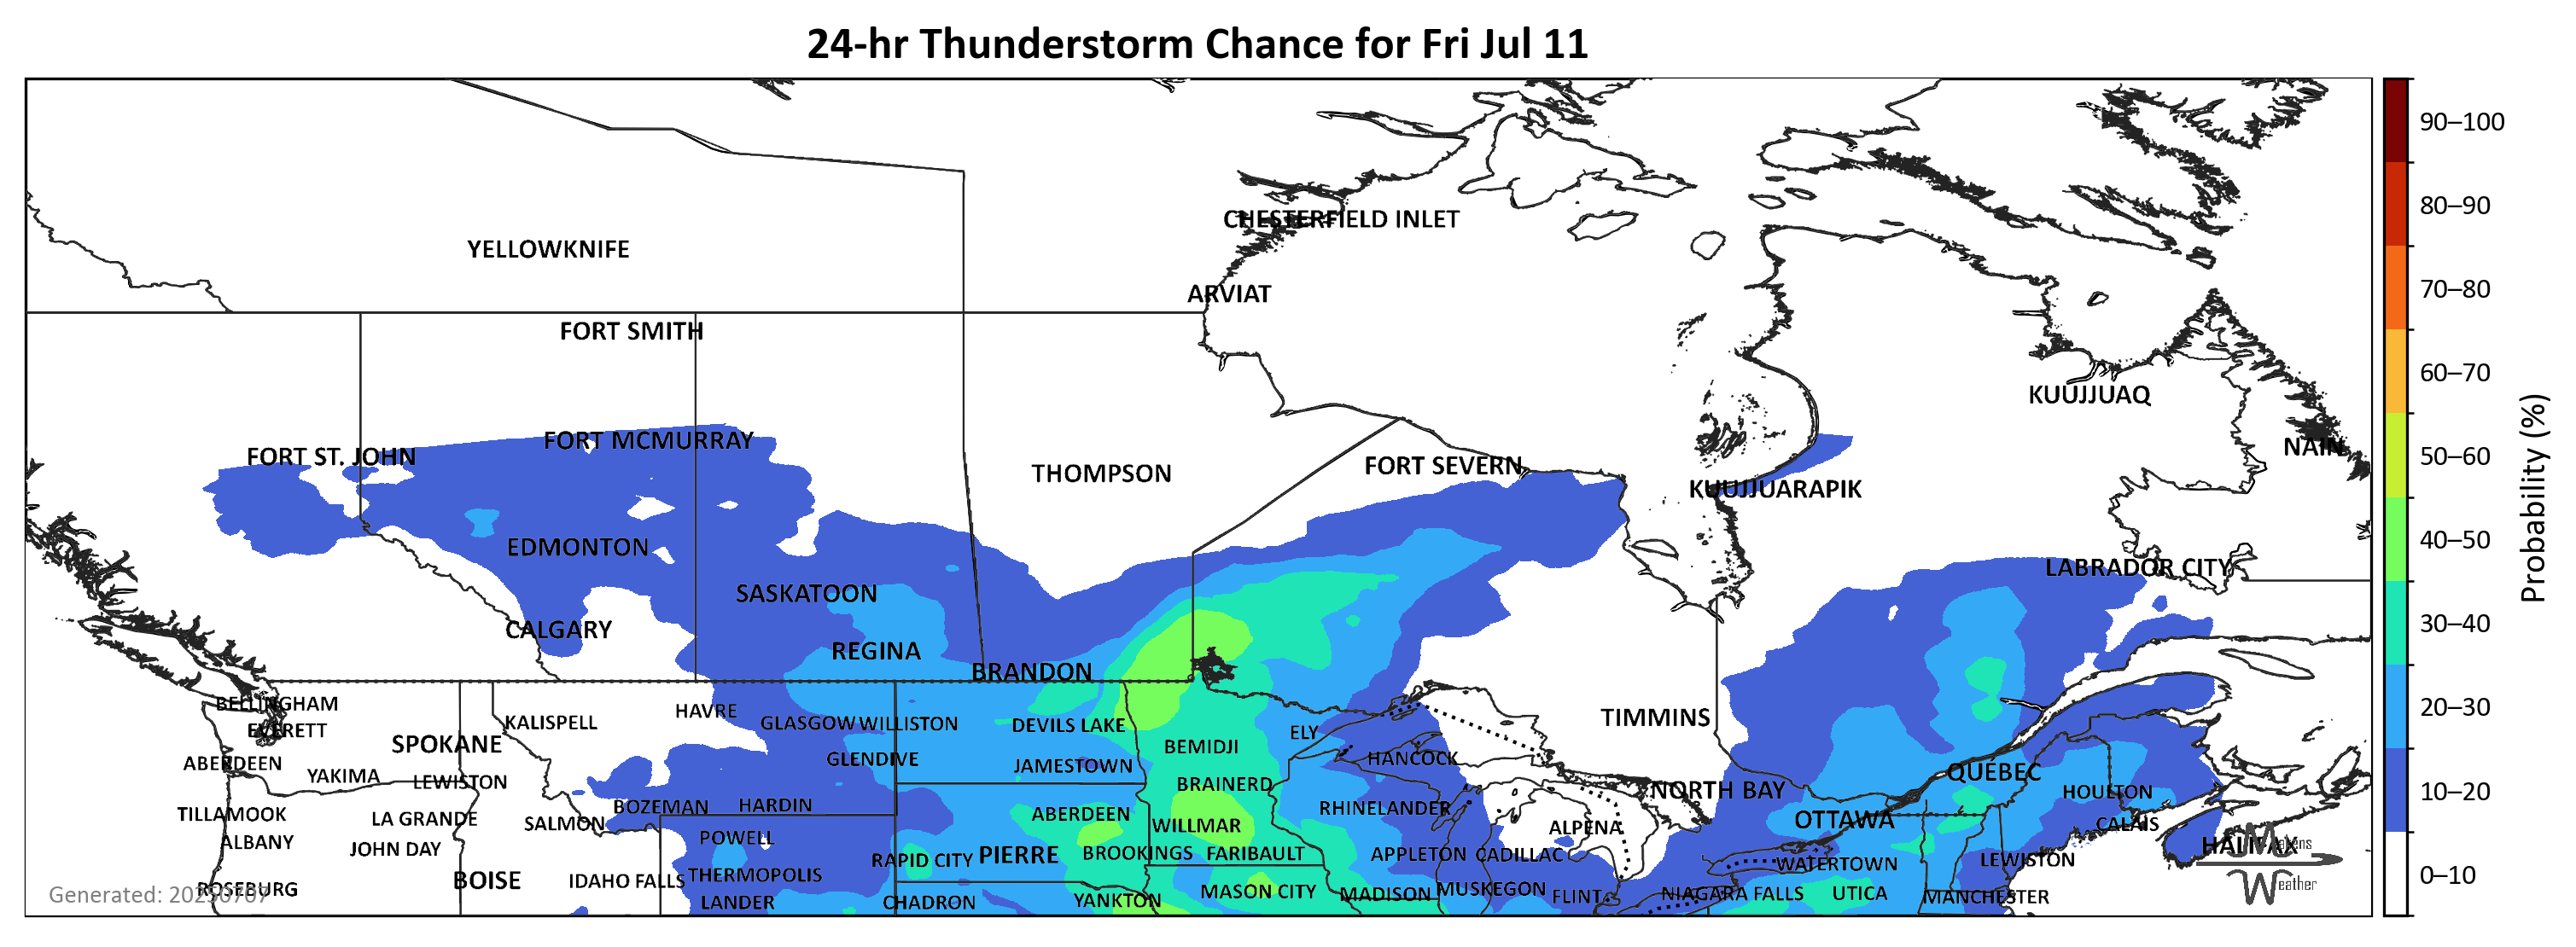 24-hr Thunderstorm Chance for Fri Jul 11
90–100
80–90
CHESTERFIELD INLET
YELLOWKNIFE
70–80
ARVIAT
FORT SMITH
60–70
KUUJJUAQ
50–60
FORT MCMURRAY
NAIN
FORT ST. JOHN
FORT SEVERN
THOMPSON
KUUJJUARAPIK
Probability (%)
40–50
EDMONTON
LABRADOR CITY
SASKATOON
30–40
CALGARY
REGINA
BRANDON
BELLINGHAM
HAVRE
20–30
KALISPELL
GLASGOW WILLISTON
DEVILS LAKE
TIMMINS
EVERETT
ELY
SPOKANE
BEMIDJI
GLENDIVE
HANCOCK
ABERDEEN
JAMESTOWN
QUÉBEC
YAKIMA
LEWISTON
BRAINERD
NORTH BAY
HOULTON
10–20
BOZEMAN HARDIN
RHINELANDER
TILLAMOOK
LA GRANDE
ABERDEEN
OTTAWA
SALMON
WILLMAR
ALPENA
CALAIS
POWELL
ALBANY
JOHN DAY
BROOKINGS FARIBAULT
APPLETON CADILLAC
HALIFAX
RAPID CITY PIERRE
WATERTOWN
LEWISTON
BOISE
IDAHO FALLS THERMOPOLIS
0–10
ROSEBURG
MASON CITY
MADISON MUSKEGON
NIAGARA FALLS UTICA
FLINT
MANCHESTER
LANDER
CHADRON
YANKTON
Generated: 20250707
Weather